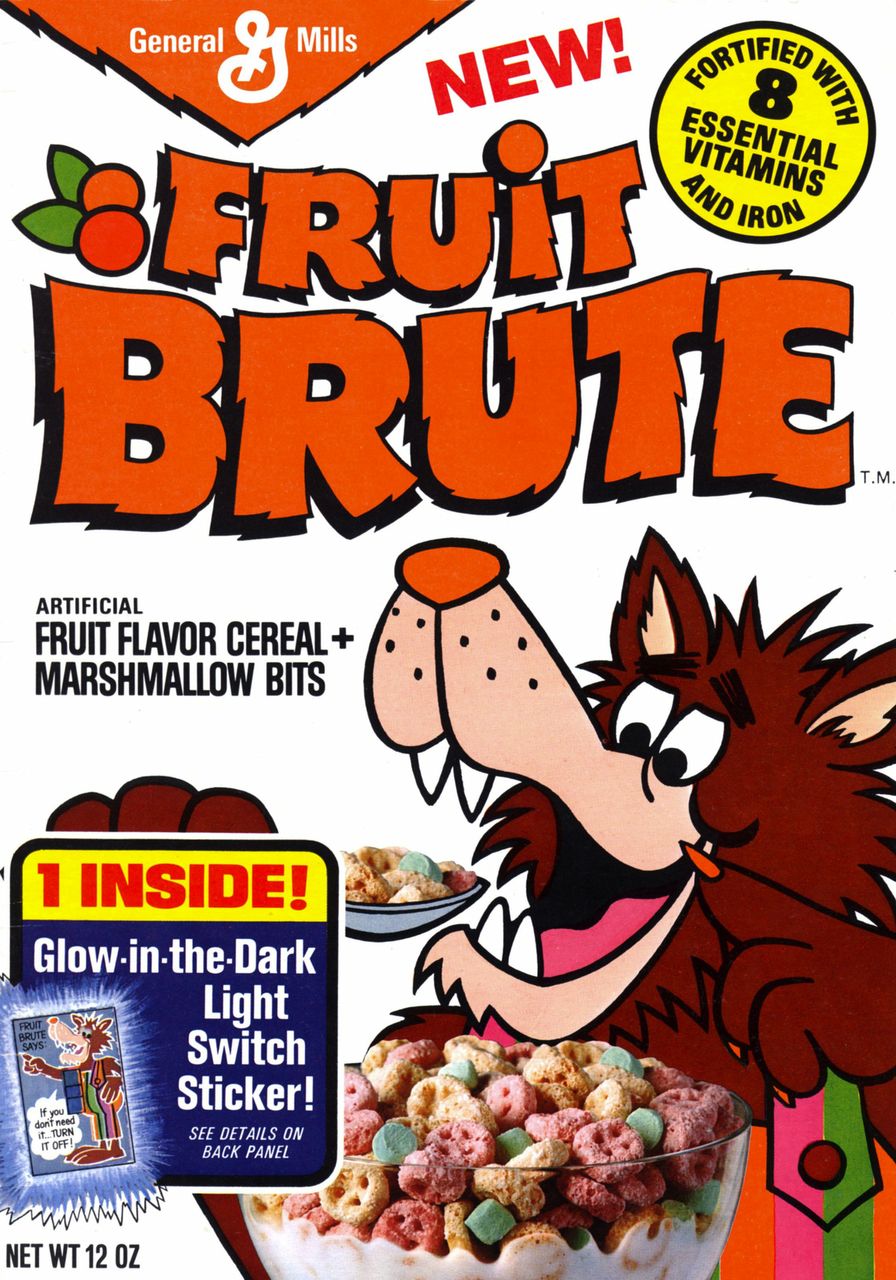 General G Mills
NEW!
FORTIFIED WITH
8
ESSENTIAL
VITAMINS
AND IRON
FRUiT
BRUTE
T.M.
ARTIFICIAL
FRUIT FLAVOR CEREAL+
MARSHMALLOW BITS
1 INSIDE!
Glow-in-the-Dark
Light
Switch
Sticker!
SEE DETAILS ON
BACK PANEL
FRUIT
BRUTE
SAYS:
If you
don't need
it...TURN
IT OFF!
NET WT 12 OZ